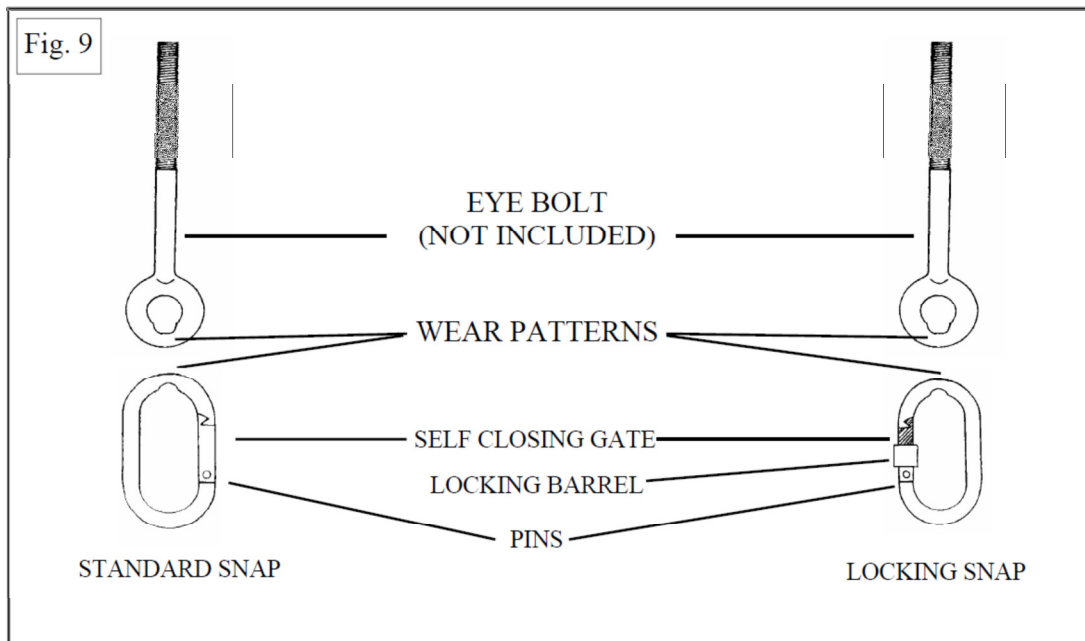 Fig. 9
EYE BOLT
(NOT INCLUDED)
WEAR PATTERNS
SELF CLOSING GATE
LOCKING BARREL
PINS
STANDARD SNAP
LOCKING SNAP